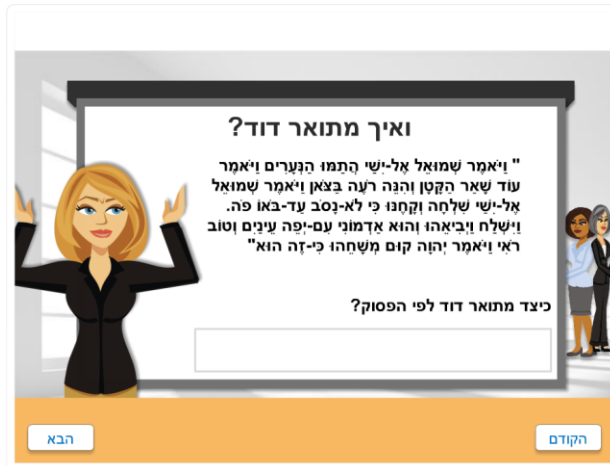 ואיך מתואר דוד?
" וַיֹּאמֶר שְׁמוּאֵל אֶל-יִשַׁי הֲתַמּוּ הַנְּעָרִים וַיֹּאמֶר
עוֹד שָׁאַר הַקָּטָן וְהִנֵּה רֹעֶה בַּצֹּאן וַיֹּאמֶר שְׁמוּאֵל
אֶל-יִשַׁי שִׁלְחָה וְקָחֶנּוּ כִּי לֹא-נָסֹב עַד-בֹּאוֹ פֹה.
וַיִּשְׁלַח וַיְבִיאֵהוּ וְהוּא אַדְמוֹנִי עִם-יְפֵה עֵינַיִם וְטוֹב
רֹאִי וַיֹּאמֶר יְהוָה קוּם מְשָׁחֵהוּ כִּי-זֶה הוּא"
כיצד מתואר דוד לפי הפסוק?
הקודם
הבא